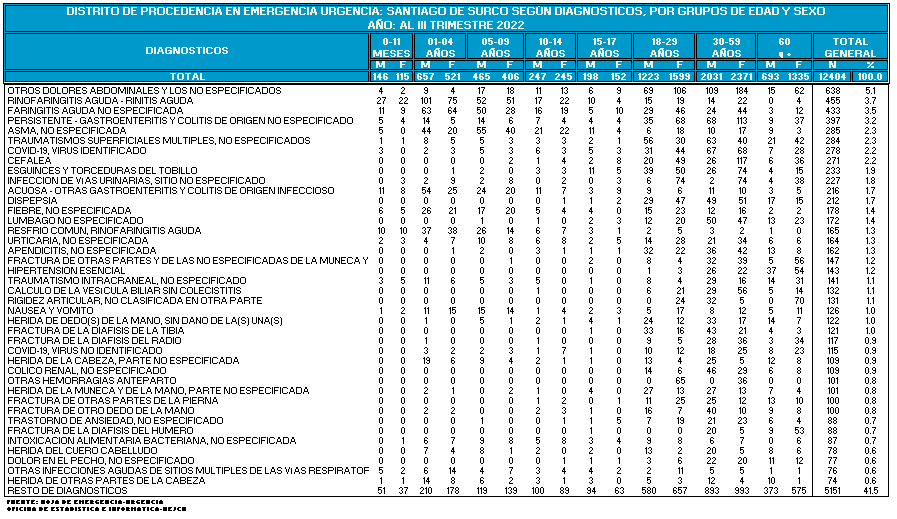 DISTRITO DE PROCEDENCIA EN EMERGENCIA URGENCIA: SANTIAGO DE SURCO SEGÚN DIAGNOSTICOS, POR GRUPOS DE EDAD Y SEXO
AÑO: AL III TRIMESTRE 2022
DIAGNOSTICOS 0-11 MESES 01-04 AÑOS 05-09 AÑOS 10-14 AÑOS 15-17 AÑOS 18-29 AÑOS 30-59 AÑOS 60 TOTAL GENERAL
M F M F M F M F M F M F M F M F N %
TOTAL 146 115 657 521 465 406 247 245 198 152 1223 1599 2031 2371 693 1335 12404 100.0
OTROS DOLORES ABDOMINALES Y LOS NO ESPECIFICADOS 4 2 9 4 17 18 11 13 6 9 69 106 109 184 15 62 638 5.1
RINOFARINGITIS AGUDA - RINITIS AGUDA 27 22 101 75 52 51 17 22 10 4 15 19 14 22 0 4 455 3.7
FARINGITIS AGUDA NO ESPECIFICADA 11 9 63 64 50 28 16 19 5 10 29 46 24 44 3 12 433 3.5
PERSISTENTE - GASTROENTERITIS Y COLITIS DE ORIGEN NO ESPECIFICADO 5 4 14 5 14 6 7 4 4 4 35 68 68 113 9 37 397 3.2
ASMA, NO ESPECIFICADA 5 0 44 20 55 40 21 22 11 4 6 18 10 17 9 3 285 2.3
TRAUMATISMOS SUPERFICIALES MULTIPLES, NO ESPECIFICADOS 1 1 8 5 5 3 3 3 2 1 56 30 63 40 21 42 284 2.3
COVID-19, VIRUS IDENTIFICADO 3 0 2 3 5 3 5 3 3 5 31 44 67 68 7 28 278 2.2
CEFALEA 0 0 0 0 0 2 1 4 2 8 20 49 26 117 6 36 271 2.2
ESGUINCES Y TORCEDURAS DEL TOBILLO 0 0 0 1 2 0 3 3 11 5 39 50 26 74 4 15 233 1.9
INFECCION DE VIAS URINARIAS, SITIO NO ESPECIFICADO 0 3 2 9 2 8 0 2 0 3 6 74 2 74 4 38 227 1.8
ACUOSA - OTRAS GASTROENTERITIS Y COLITIS DE ORIGEN INFECCIOSO 11 8 54 25 24 20 11 7 3 9 9 6 11 10 3 5 216 1.7
DISPEPSIA 0 0 0 0 0 0 0 1 1 2 29 47 49 51 17 15 212 1.7
FIEBRE, NO ESPECIFICADA 6 5 26 21 17 20 5 4 4 0 15 23 12 16 2 2 178 1.4
LUMBAGO NO ESPECIFICADO 0 0 0 0 1 0 0 1 2 3 12 20 50 47 13 23 172 1.4
RESFRIO COMUN, RINOFARINGITIS AGUDA 10 10 37 38 26 14 6 7 3 1 2 5 3 2 1 0 165 1.3
URTICARIA, NO ESPECIFICADA 2 3 4 7 10 8 6 8 2 5 14 28 21 34 6 6 164 1.3
APENDICITIS, NO ESPECIFICADA 0 0 0 1 2 0 3 1 1 3 32 22 36 42 13 8 162 1.3
FRACTURA DE OTRAS PARTES Y DE LAS NO ESPECIFICADAS DE LA MUNECA Y 0 0 0 0 1 0 0 2 0 0 8 4 32 39 5 56 147 1.2
HIPERTENSION ESENCIAL 0 0 0 0 0 0 0 0 0 0 1 3 26 22 37 54 143 1.2
TRAUMATISMO INTRACRANEAL, NO ESPECIFICADO 3 5 11 6 5 3 5 0 1 0 8 4 29 16 14 31 141 1.1
CALCULO DE LA VESICULA BILIAR SIN COLECISTITIS 0 0 0 0 0 0 0 0 0 1 6 21 29 56 5 14 132 1.1
RIGIDEZ ARTICULAR, NO CLASIFICADA EN OTRA PARTE 0 0 0 0 0 0 0 0 0 0 0 24 32 5 0 70 131 1.1
NAUSEA Y VOMITO 1 2 11 15 15 14 1 4 2 3 5 17 8 12 5 11 126 1.0
HERIDA DE DEDO(S) DE LA MANO, SIN DANO DE LA(S) UNA(S) 0 0 1 0 5 1 2 1 4 1 24 12 33 17 14 7 122 1.0
FRACTURA DE LA DIAFISIS DE LA TIBIA 0 0 0 0 0 0 0 0 0 1 33 16 43 21 4 3 121 1.0
FRACTURA DE LA DIAFISIS DEL RADIO 0 0 1 0 0 0 0 0 1 0 9 5 28 36 3 34 117 0.9
COVID-19, VIRUS NO IDENTIFICADO 0 0 3 2 2 3 1 7 1 0 10 12 18 25 8 23 115 0.9
HERIDA DE LA CABEZA, PARTE NO ESPECIFICADA 0 0 19 6 9 4 2 1 1 0 13 4 25 5 12 8 109 0.9
COLICO RENAL, NO ESPECIFICADO 0 0 0 0 0 0 0 0 0 0 14 6 46 29 6 8 109 0.9
OTRAS HEMORRAGIAS ANTEPARTO 0 0 0 0 0 0 0 0 0 0 0 65 0 36 0 0 101 0.8
HERIDA DE LA MUNECA Y DE LA MANO, PARTE NO ESPECIFICADA 0 0 2 0 1 2 0 1 4 0 27 13 27 13 7 4 101 0.8
FRACTURA DE OTRAS PARTES DE LA PIERNA 0 0 0 0 0 0 1 2 0 1 11 25 25 12 13 10 100 0.8
FRACTURA DE OTRO DEDO DE LA MANO 0 0 2 2 0 0 2 3 1 0 16 7 40 10 9 8 100 0.8
TRASTORNO DE ANSIEDAD, NO ESPECIFICADO 0 0 0 0 0 0 0 1 1 5 7 19 21 23 6 4 88 0.7
FRACTURA DE LA DIAFISIS DEL HUMERO 0 0 0 0 0 0 0 0 1 0 0 0 20 5 9 53 88 0.7
INTOXICACION ALIMENTARIA BACTERIANA, NO ESPECIFICADA 0 1 6 7 9 8 5 8 3 4 9 8 6 7 0 6 87 0.7
HERIDA DEL CUERO CABELLUDO 0 0 7 4 8 1 2 0 2 0 13 2 20 5 8 6 78 0.6
DOLOR EN EL PECHO, NO ESPECIFICADO 0 0 0 0 0 0 0 1 1 1 3 6 22 20 11 12 77 0.6
OTRAS INFECCIONES AGUDAS DE SITIOS MULTIPLES DE LAS VIAS RESPIRATOF 5 2 6 14 4 7 3 4 2 2 11 5 5 1 1 4 76 0.6
HERIDA DE OTRAS PARTES DE LA CABEZA 1 1 14 8 6 2 3 2 1 0 5 3 12 4 10 1 74 0.6
RESTO DE DIAGNOSTICOS 51 37 210 178 119 139 100 89 94 63 580 657 893 993 373 575 5151 41.5
FUENTE: HOJA DE EMERGENCIA-URGENCIA
OFICINA DE ESTADISTICA E INFORMATICA-HEJCU